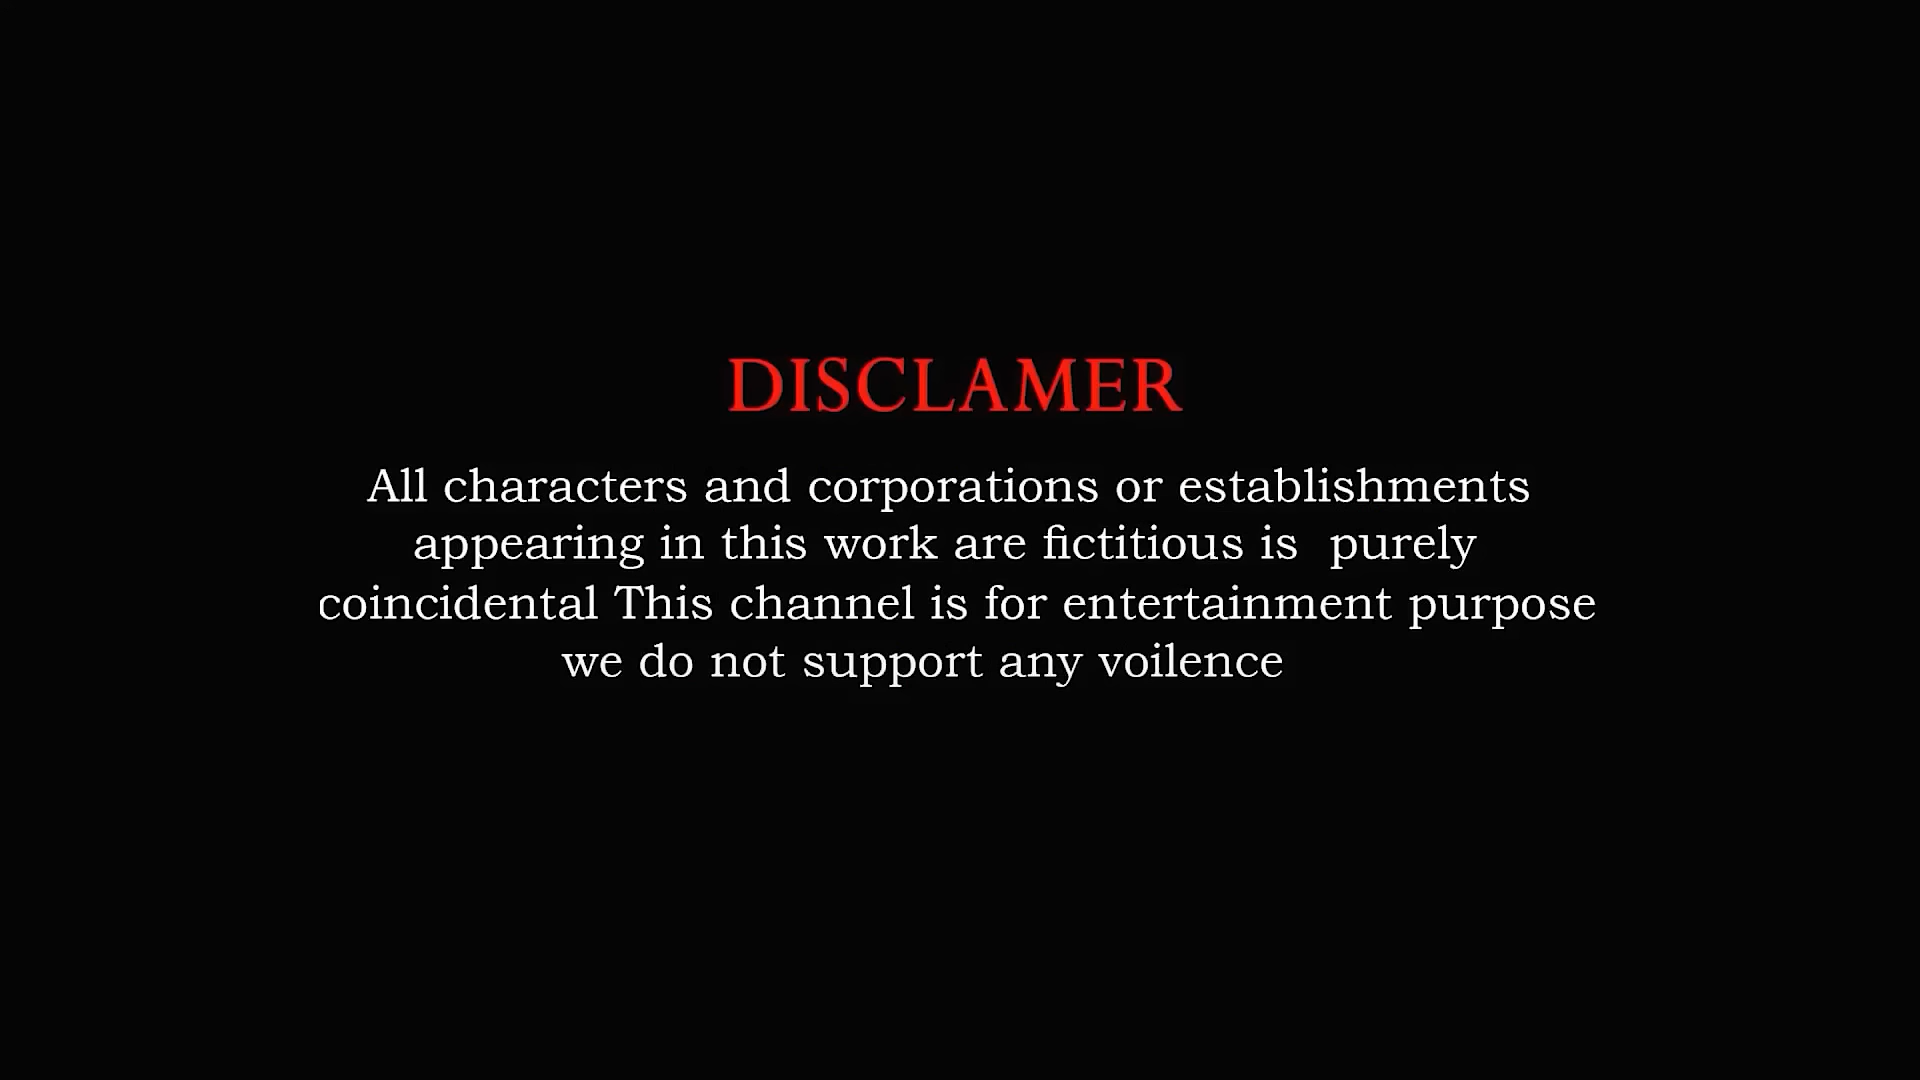 DISCLAMER
All characters and corporations or establishments
appearing in this work are fictitious is  purely
coincidental This channel is for entertainment purpose
we do not support any voilence